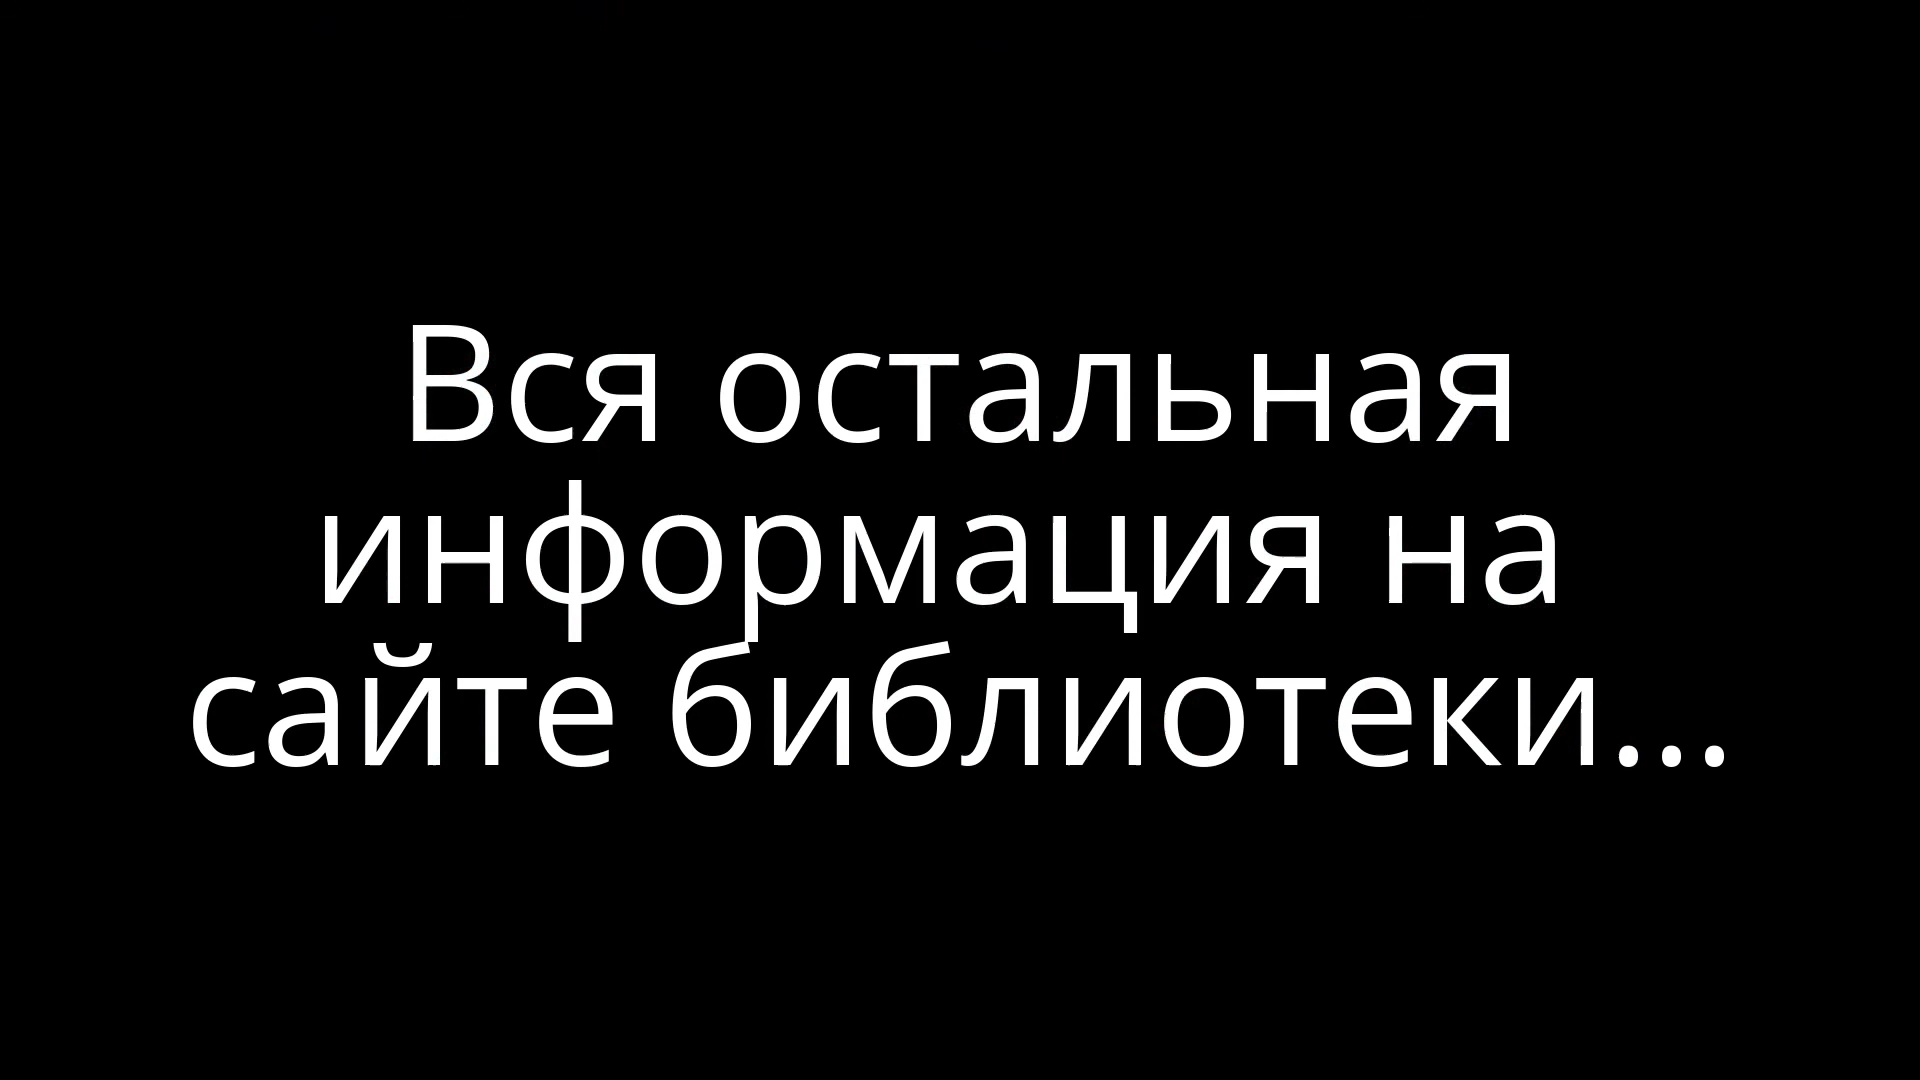 Вся остальная
информация на
сайте библиотеки...